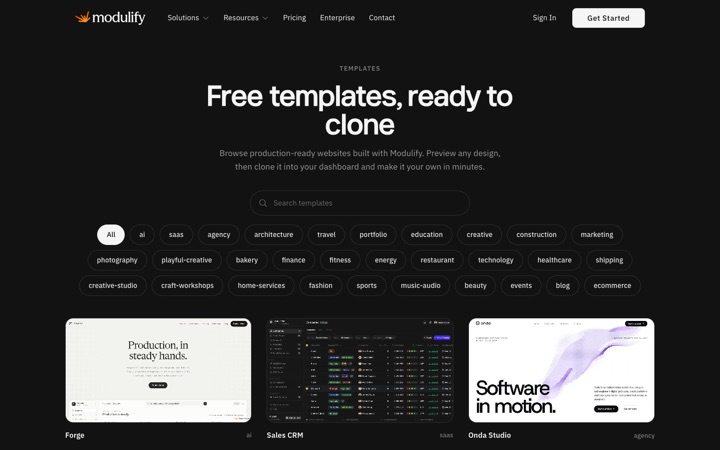 modulify
Solutions
Resources
Pricing
Enterprise
Contact
Sign In
Get Started
TEMPLATES
Free templates, ready to
clone
Browse production-ready websites built with Modulify. Preview any design,
then clone it into your dashboard and make it your own in minutes.
Search templates
All
ai
saas
agency
architecture
travel
portfolio
education
creative
construction
marketing
photography
playful-creative
bakery
finance
fitness
energy
restaurant
technology
healthcare
shipping
creative-studio
craft-workshops
home-services
fashion
sports
music-audio
beauty
events
blog
ecommerce
Production, in
steady hands.
onda
Software
in motion.
Forge
ai
Sales CRM
saas
Onda Studio
agency